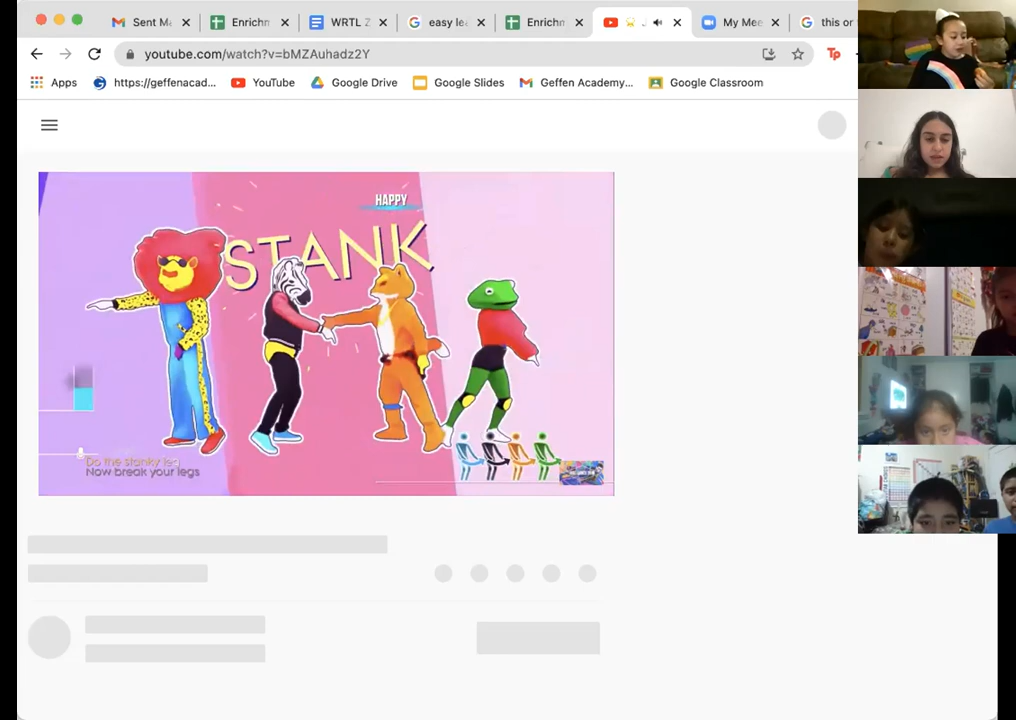 Sent M
Enrichn
WRTL Z
easy le
Enrichn
My Mee
this or
youtube.com/watch?v=bMZAuhadz2Y
Tp
Apps
https://geffenacad...
YouTube
Google Drive
Google Slides
Geffen Academy...
Google Classroom
HAPPY
STANK
Do the stanky leg
Now break your legs